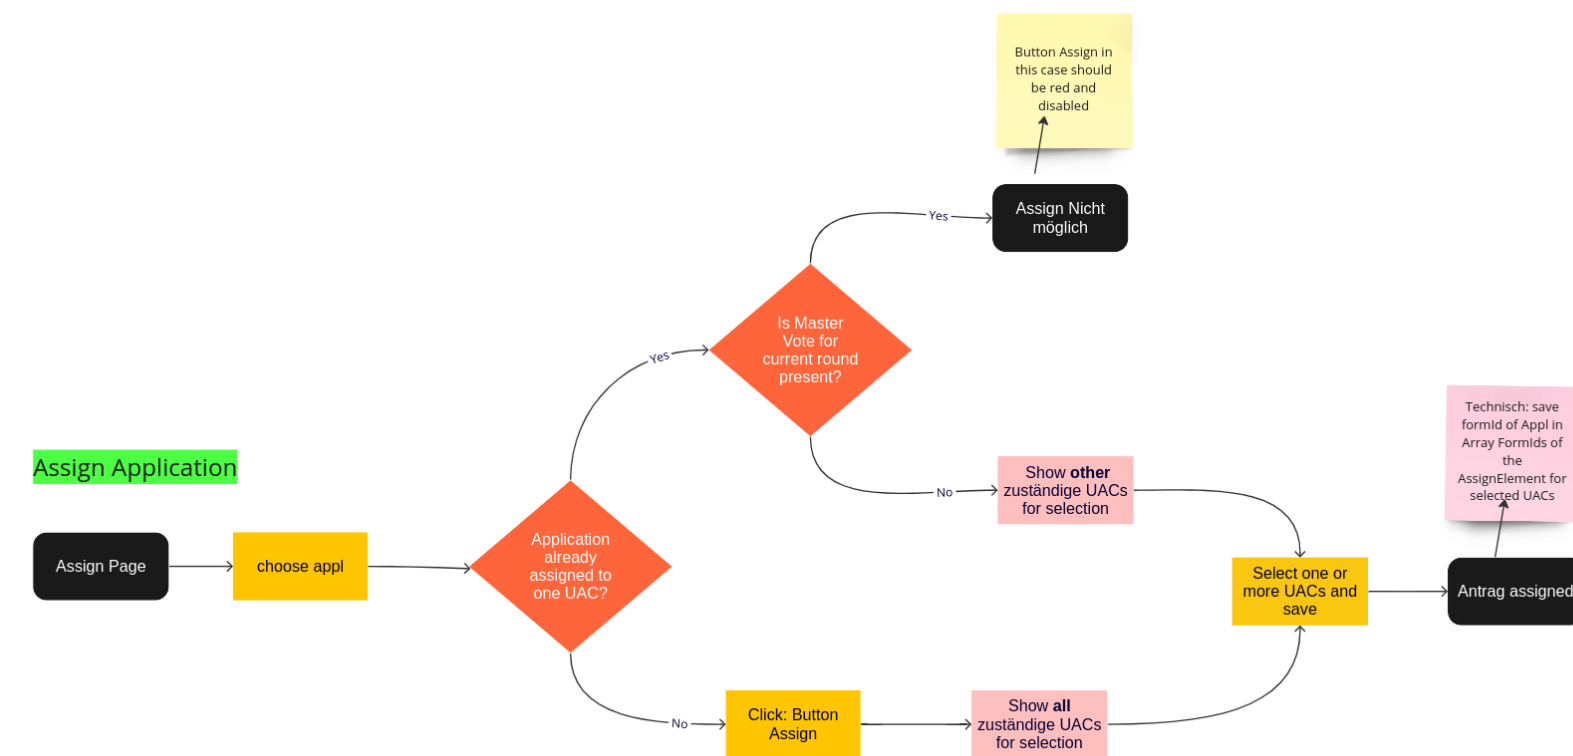 Button Assign in
this case should
be red and
disabled
Assign Nicht
möglich
Yes
Is Master
Vote for
current round
present?
Yes
Technisch: save
formId of Appl in
Array FormIds of
the
AssignElement for
selected UACs
Assign Application
Show other
zuständige UACs
for selection
No
Assign Page
choose appl
Application
already
assigned to
one UAC?
Select one or
more UACs and
save
Antrag assigned
No
Click: Button
Assign
Show all
zuständige UACs
for selection